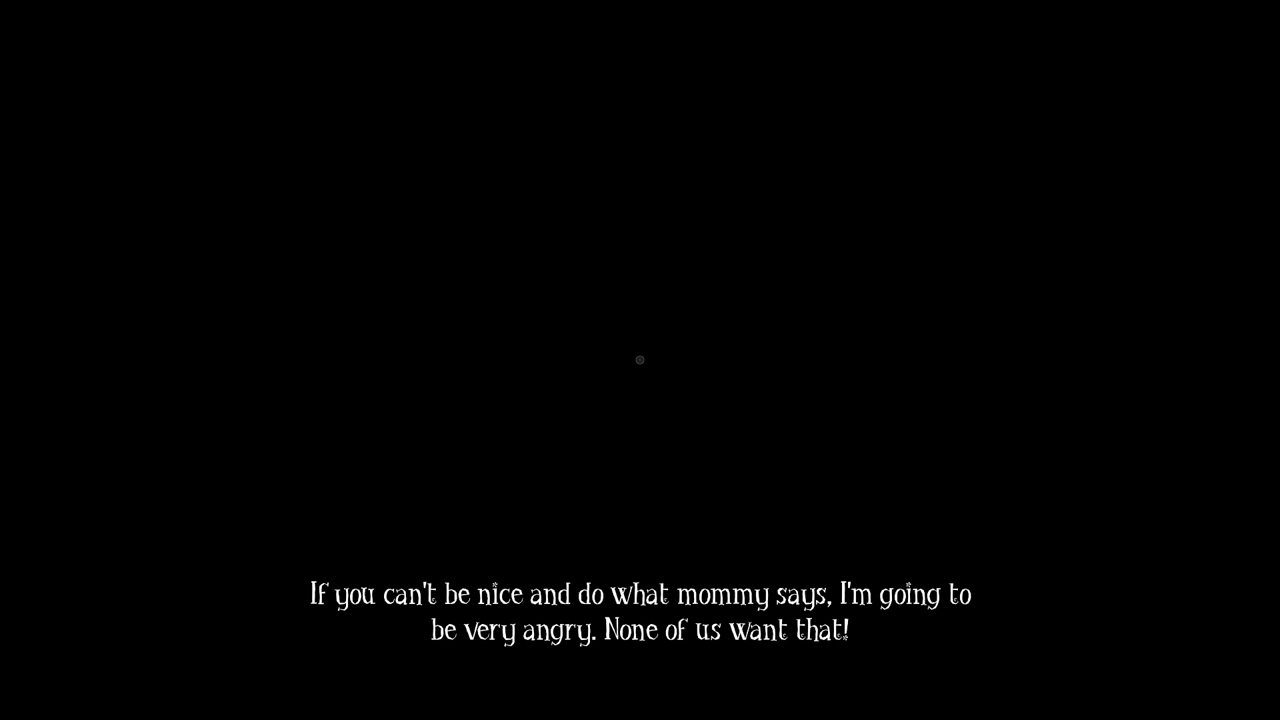 If you can't be nice and do what mommy says, I'm going to
be very angry. None of us want that!